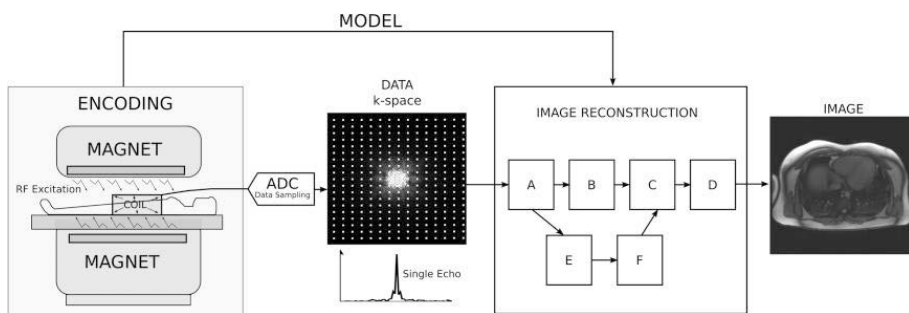 MODEL
ENCODING
MAGNET
RF Excitation
COIL
MAGNET
ADC
Data Sampling
DATA
k-space
Single Echo
IMAGE RECONSTRUCTION
A
B
C
D
E
F
IMAGE